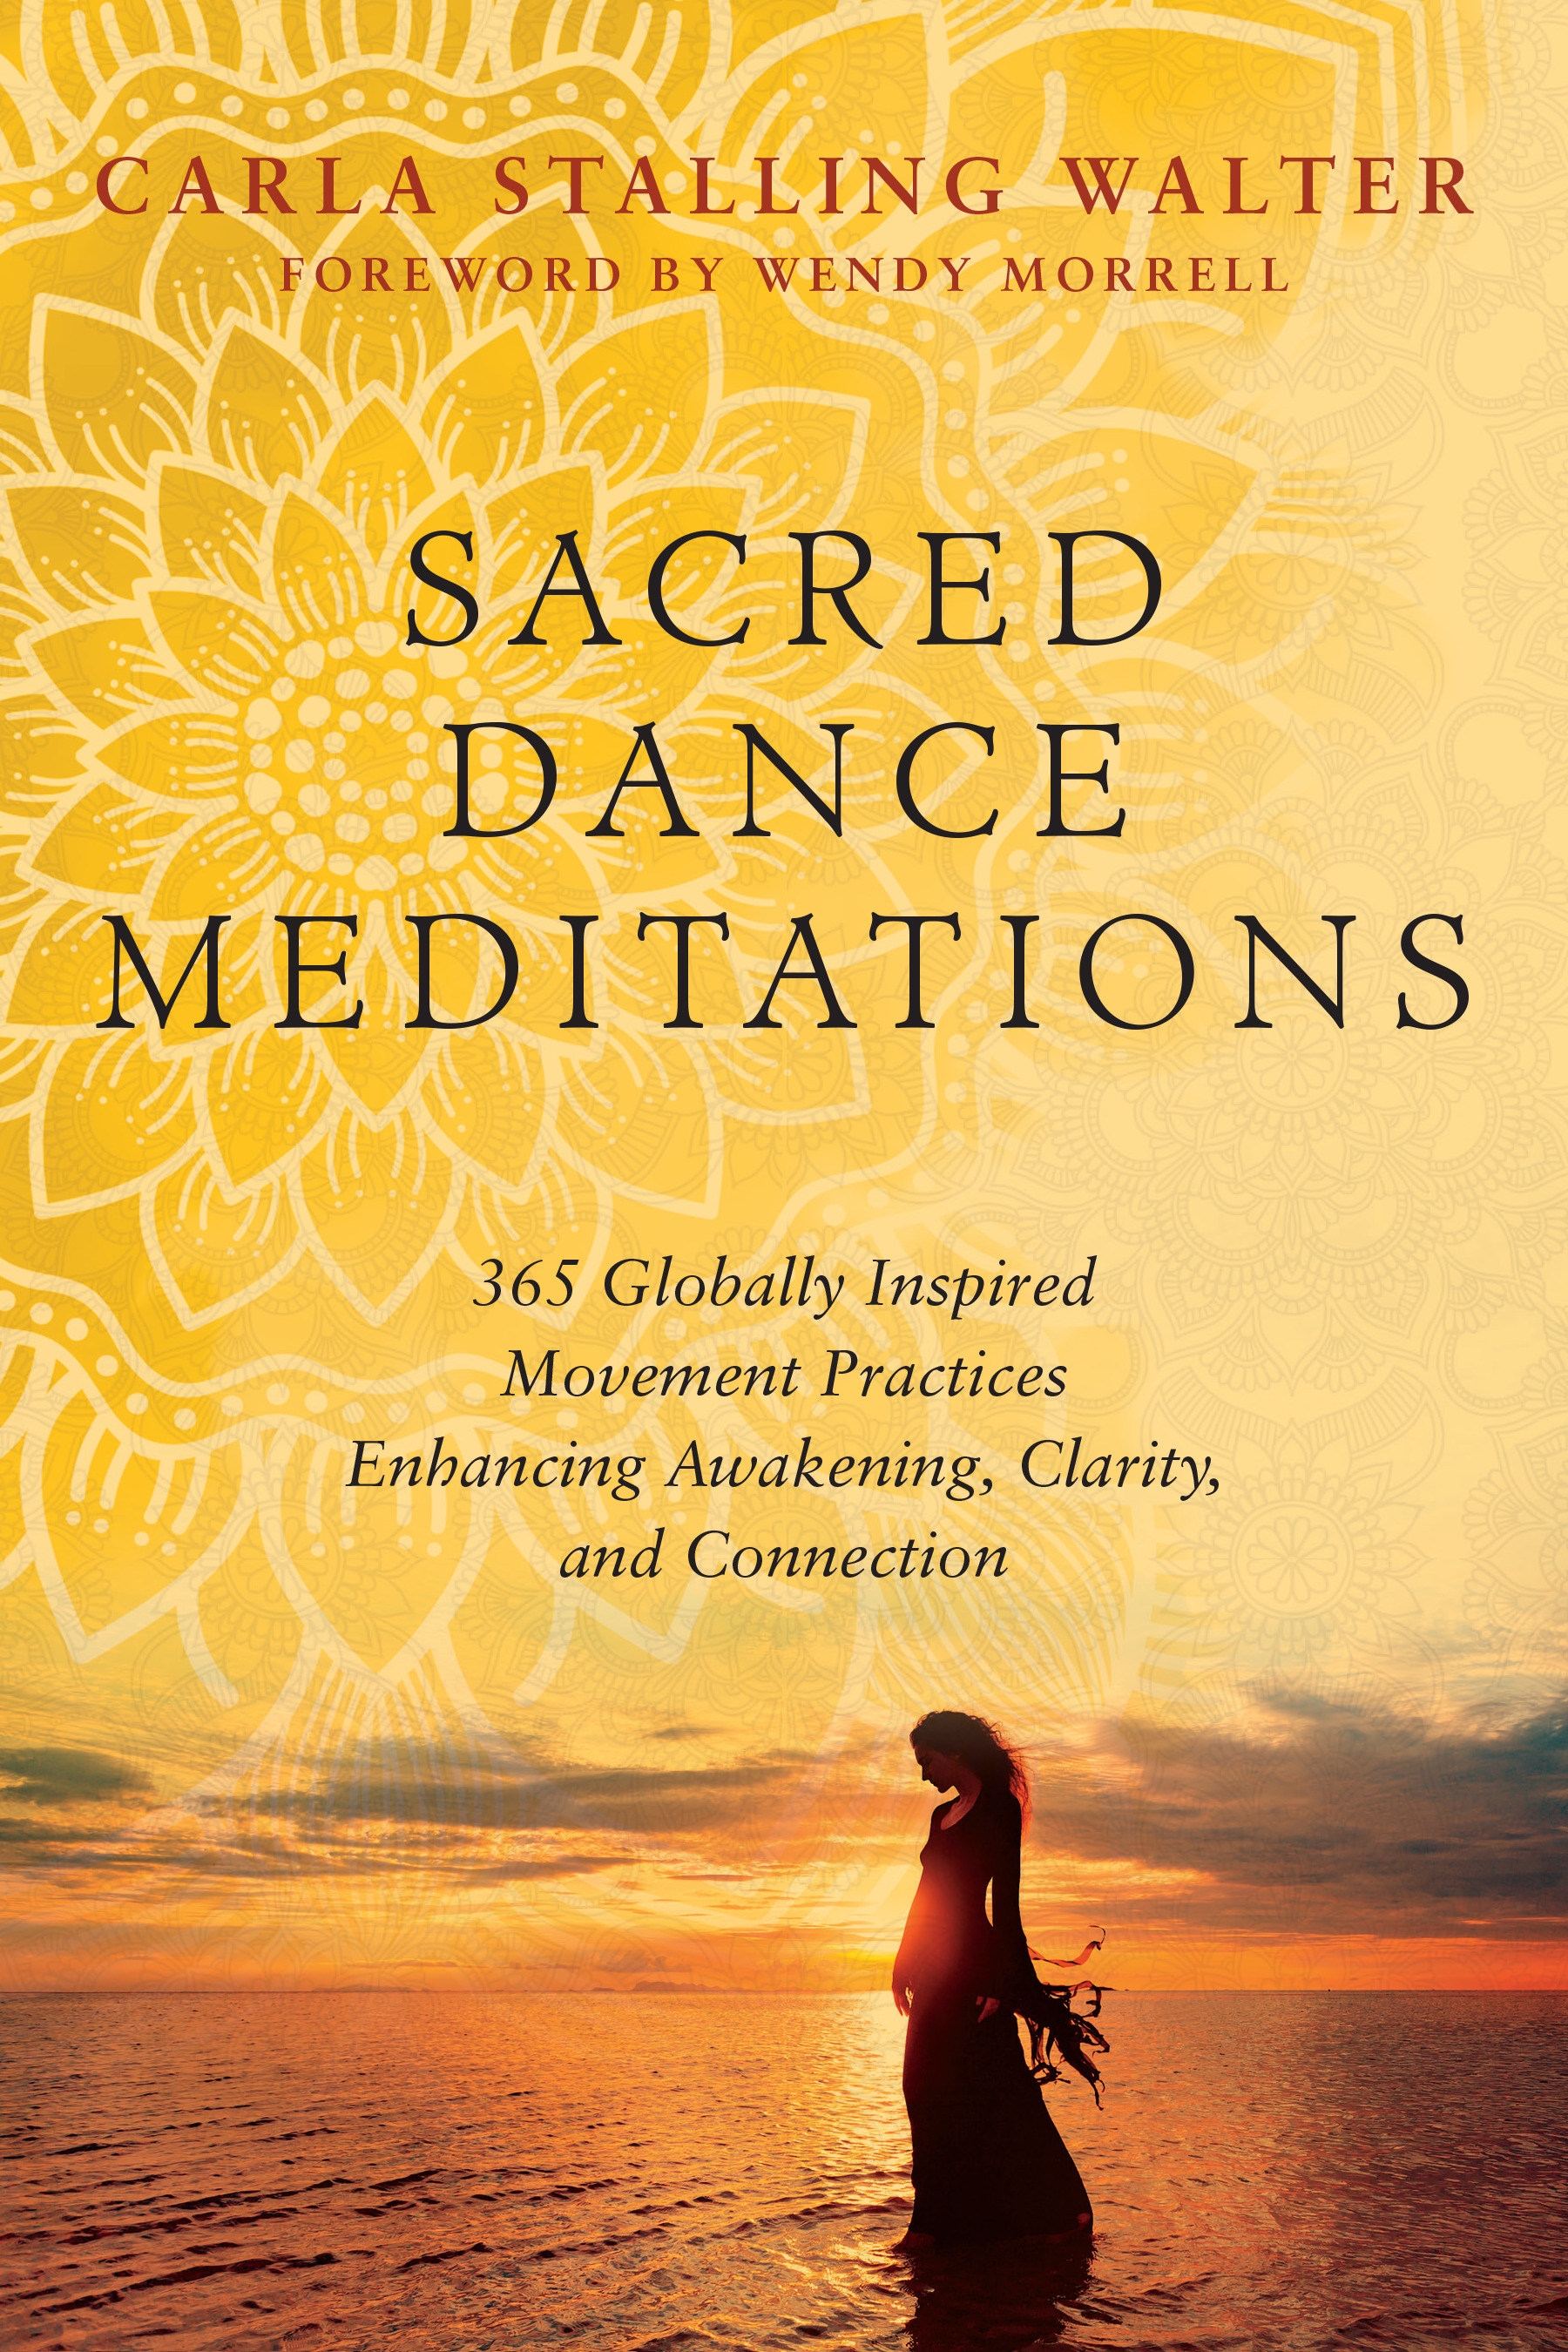 CARLA STALLING WALTER
FOREWORD BY WENDY MORRELL
SACRED
DANCE
MEDITATIONS
365 Globally Inspired
Movement Practices
Enhancing Awakening, Clarity,
and Connection